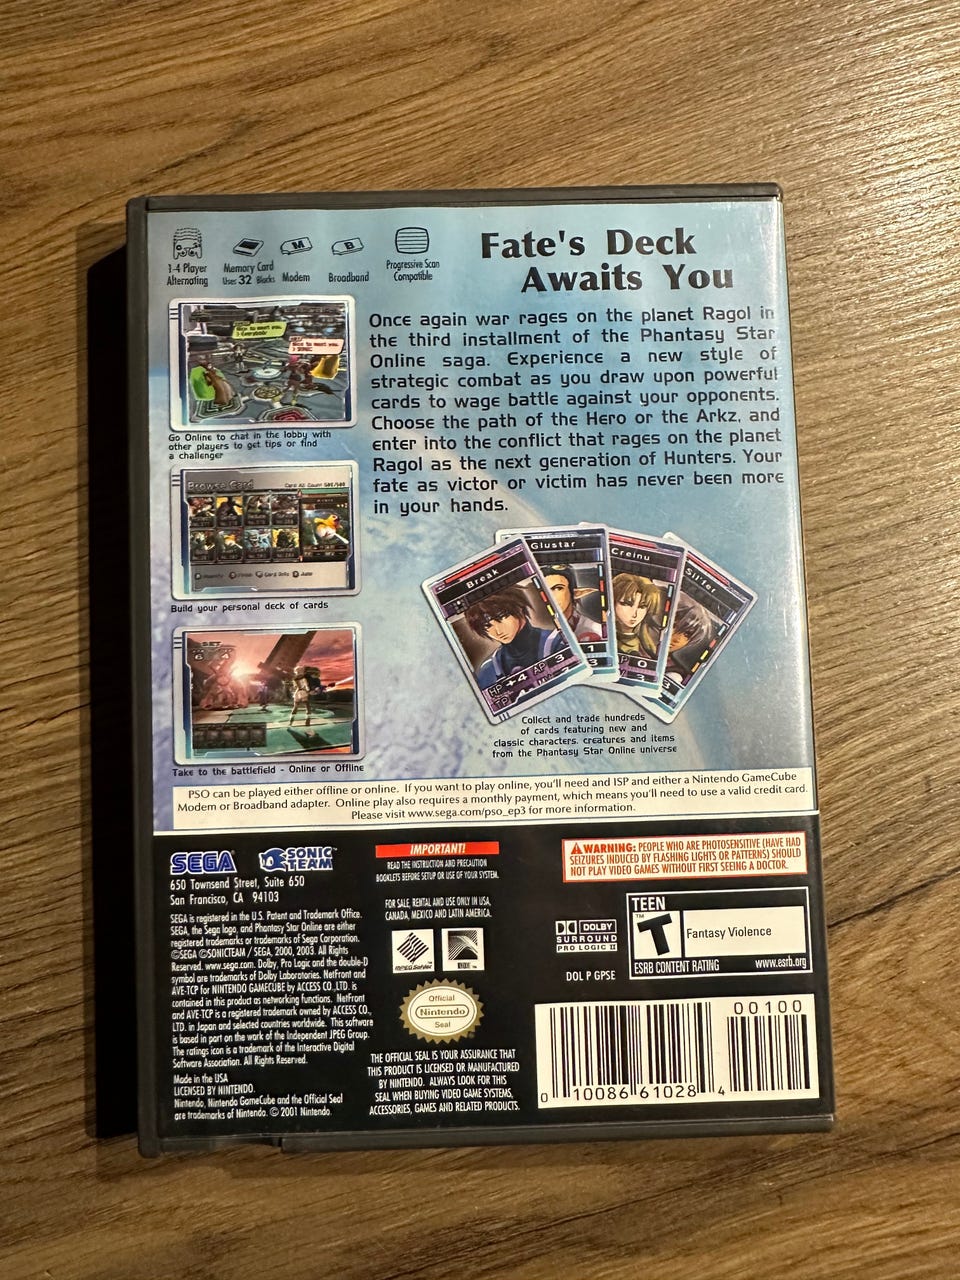 1-4 Player
Alternating
Memory Card
Uses 32 Blocks
M
Modem
B
Broadband
Progressive Scan
Compatible
Fate's Deck
Awaits You
Once again war rages on the planet Ragol in
the third installment of the Phantasy Star
Online saga. Experience a new style of
strategic combat as you draw upon powerful
cards to wage battle against your opponents.
Choose the path of the Hero or the Arkz, and
enter into the conflict that rages on the planet
Ragol as the next generation of Hunters. Your
fate as victor or victim has never been more
in your hands.
Go Online to chat in the lobby with
other players to get tips or find
a challenger
Browse Card
Build your personal deck of cards
Take to the battlefield - Online or Offline
Break
Glustar
Creinu
Sil'fer
HP +4 AP 3
TP
Collect and trade hundreds
of cards featuring new and
classic characters, creatures and items
from the Phantasy Star Online universe
PSO can be played either offline or online. If you want to play online, you'll need and ISP and either a Nintendo GameCube
Modem or Broadband adapter. Online play also requires a monthly payment, which means you'll need to use a valid credit card.
Please visit www.sega.com/pso_ep3 for more information.
SEGA
SONIC
TEAM
650 Townsend Street, Suite 650
San Francisco, CA 94103
SEGA is registered in the U.S. Patent and Trademark Office.
SEGA, the Sega logo, and Phantasy Star Online are either
registered trademarks or trademarks of Sega Corporation.
©SEGA ©SONICTEAM / SEGA, 2000, 2003. All Rights
Reserved. www.sega.com. Dolby, Pro Logic and the double-D
symbol are trademarks of Dolby Laboratories. NetFront and
AVE-TCP for NINTENDO GAMECUBE by ACCESS CO.,LTD. is
contained in this product as networking functions. NetFront
and AVE-TCP is a registered trademark owned by ACCESS CO.,
LTD. in Japan and selected countries worldwide. This software
is based in part on the work of the Independent JPEG Group.
The ratings icon is a trademark of the Interactive Digital
Software Association. All Rights Reserved.
Made in the USA
LICENSED BY NINTENDO.
Nintendo, Nintendo GameCube and the Official Seal
are trademarks of Nintendo. © 2001 Nintendo.
IMPORTANT!
READ THE INSTRUCTION AND PRECAUTION
BOOKLETS BEFORE SETUP OR USE OF YOUR SYSTEM.
FOR SALE, RENTAL AND USE ONLY IN USA,
CANADA, MEXICO AND LATIN AMERICA.
Official
Nintendo
Seal
THE OFFICIAL SEAL IS YOUR ASSURANCE THAT
THIS PRODUCT IS LICENSED OR MANUFACTURED
BY NINTENDO. ALWAYS LOOK FOR THIS
SEAL WHEN BUYING VIDEO GAME SYSTEMS,
ACCESSORIES, GAMES AND RELATED PRODUCTS.
WARNING: PEOPLE WHO ARE PHOTOSENSITIVE (HAVE HAD
SEIZURES INDUCED BY FLASHING LIGHTS OR PATTERNS) SHOULD
NOT PLAY VIDEO GAMES WITHOUT FIRST SEEING A DOCTOR.
DOLBY
SURROUND
PRO LOGIC II
DOL P GPSE
TEEN
T
TM
Fantasy Violence
ESRB CONTENT RATING www.esrb.org
00100
0 10086 61028 4